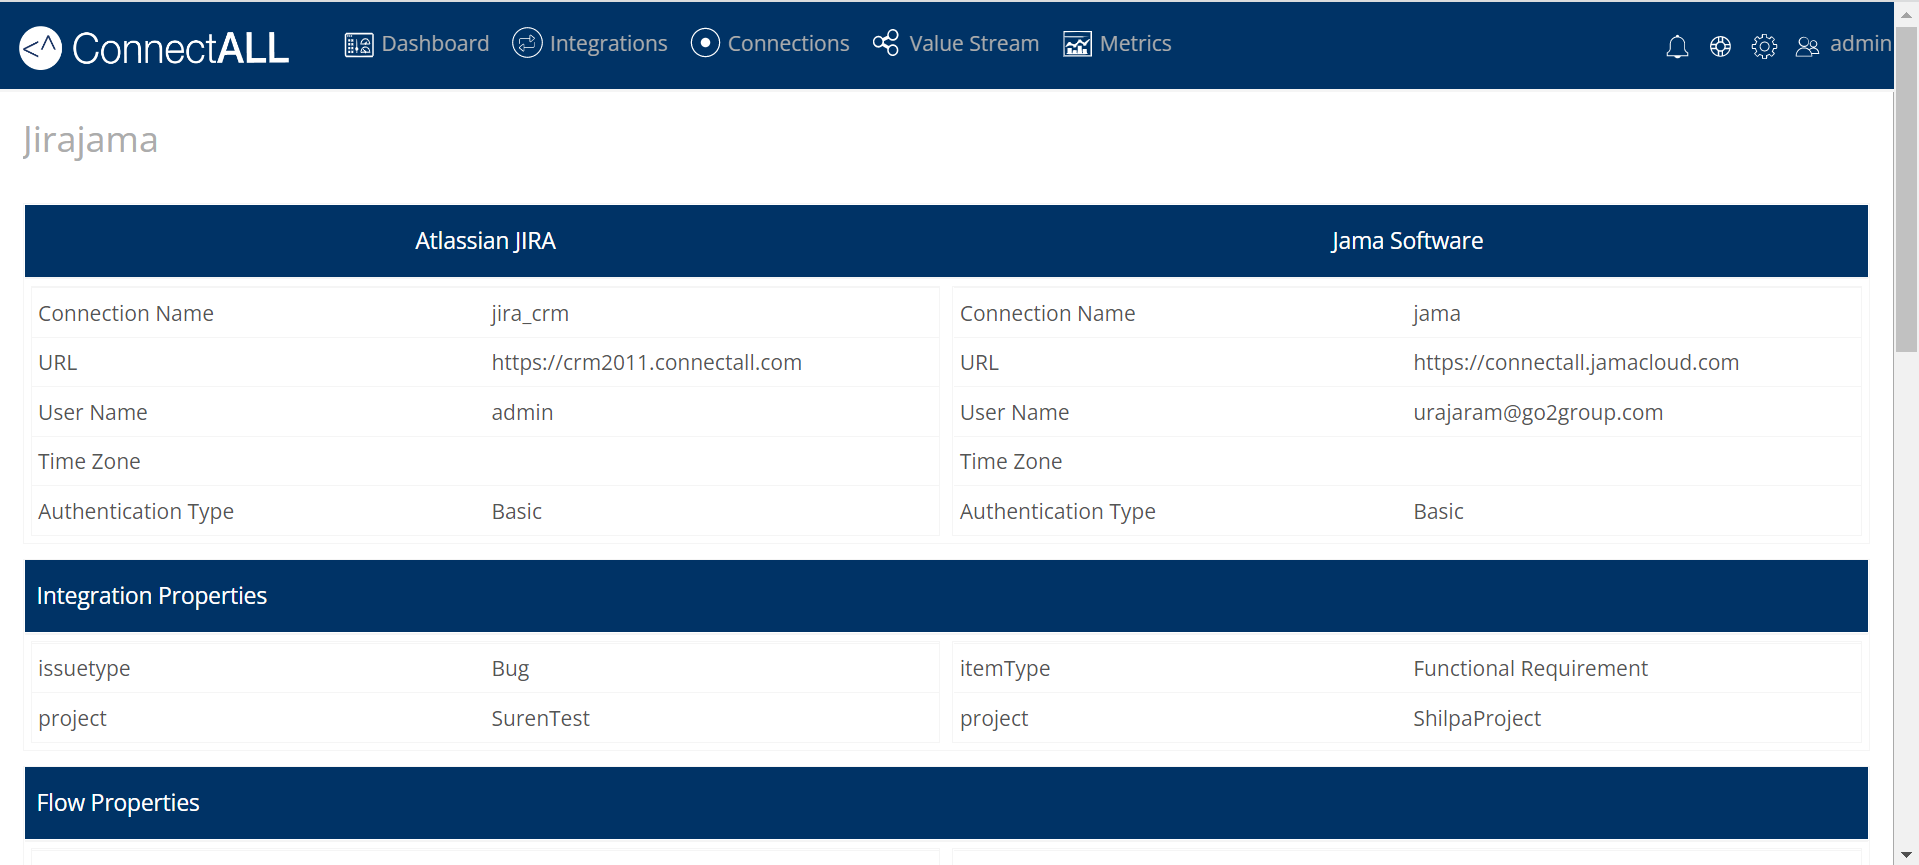 <^ ConnectALL Dashboard Integrations Connections Value Stream Metrics admin
Jirajama
Atlassian JIRA Jama Software
Connection Name jira_crm Connection Name jama
URL https://crm2011.connectall.com URL https://connectall.jamacloud.com
User Name admin User Name urajaram@go2group.com
Time Zone Time Zone
Authentication Type Basic Authentication Type Basic
Integration Properties
issuetype Bug itemType Functional Requirement
project SurenTest project ShilpaProject
Flow Properties